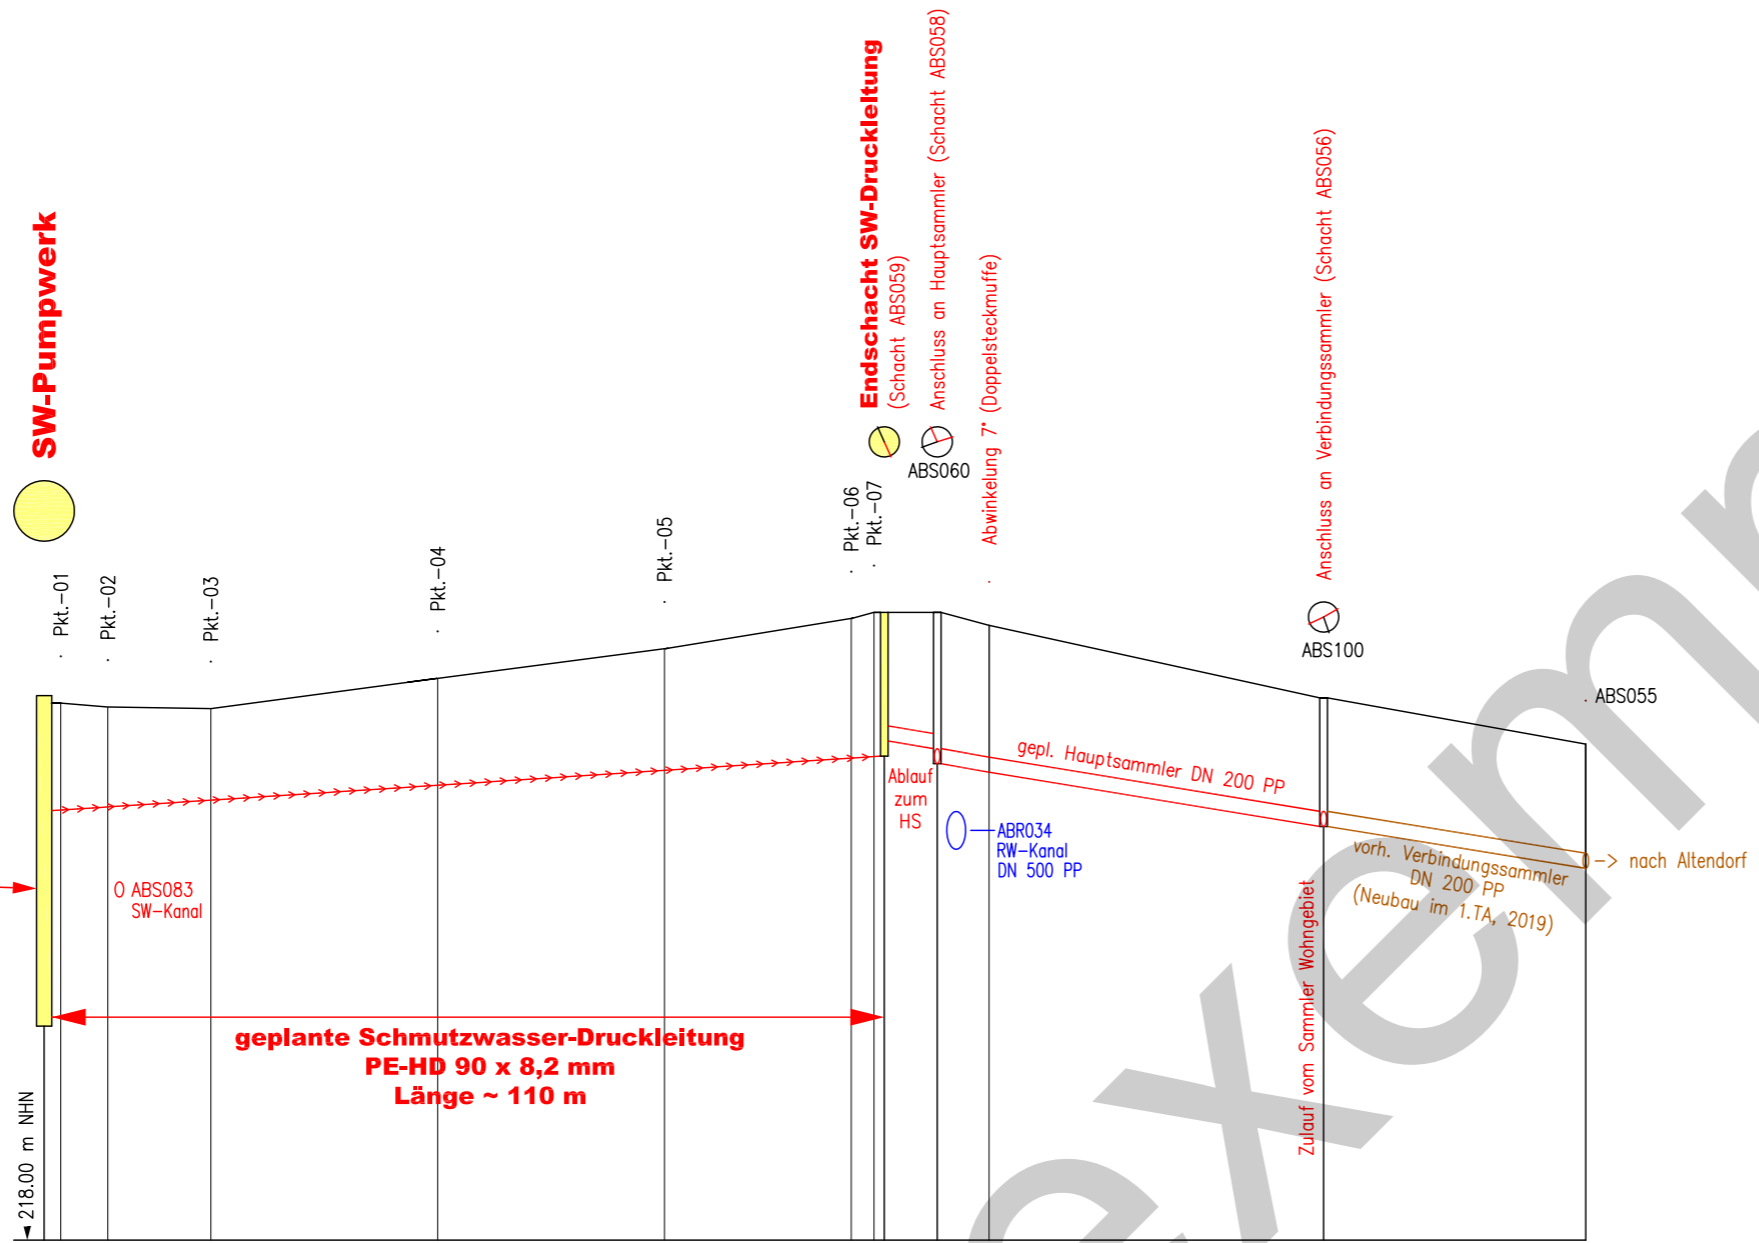 SW-Pumpwerk
Pkt.-01
Pkt.-02
Pkt.-03
Pkt.-04
Pkt.-05
Pkt.-06
Pkt.-07
Endschacht SW-Druckleitung
(Schacht ABS059)
Anschluss an Hauptsammler (Schacht ABS058)
ABS060
Abwinkelung 7° (Doppelsteckmuffe)
Anschluss an Verbindungssammler (Schacht ABS056)
ABS100
ABS055
gepl. Hauptsammler DN 200 PP
Ablauf
zum
HS
ABR034
RW-Kanal
DN 500 PP
vorh. Verbindungssammler
DN 200 PP
(Neubau im 1.TA, 2019)
-> nach Altendorf
O ABS083
SW-Kanal
Zulauf vom Sammler Wohngebiet
geplante Schmutzwasser-Druckleitung
PE-HD 90 x 8,2 mm
Länge ~ 110 m
218.00 m NHN